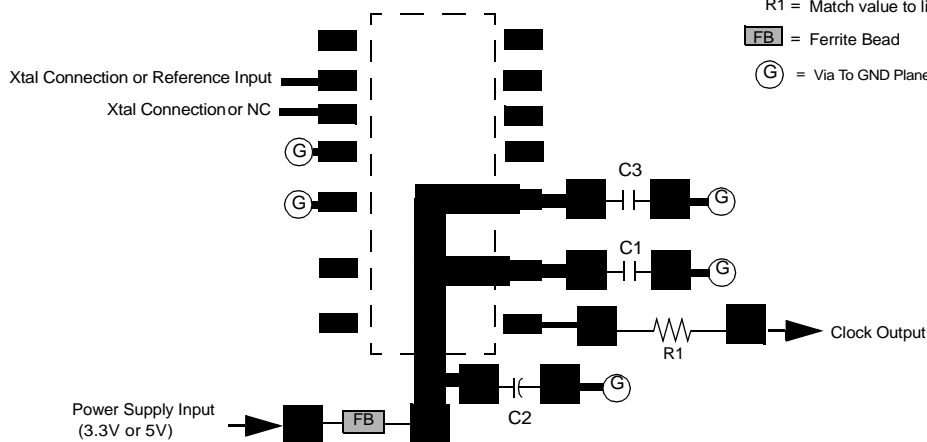 R1 = Match value to li
FB = Ferrite Bead
G = Via To GND Plane
Xtal Connection or Reference Input
Xtal Connection or NC
G
G
C3
G
C1
G
Clock Output
R1
G
C2
Power Supply Input
(3.3V or 5V)
FB